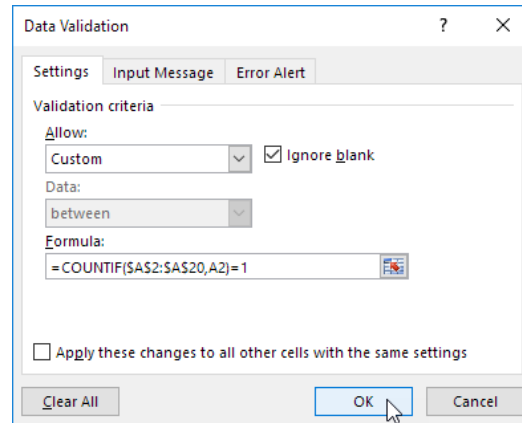 Data Validation ? ×
Settings Input Message Error Alert
Validation criteria
Allow:
Custom Ignore blank
Data:
between
Formula:
=COUNTIF($A$2:$A$20,A2)=1
Apply these changes to all other cells with the same settings
Clear All OK Cancel